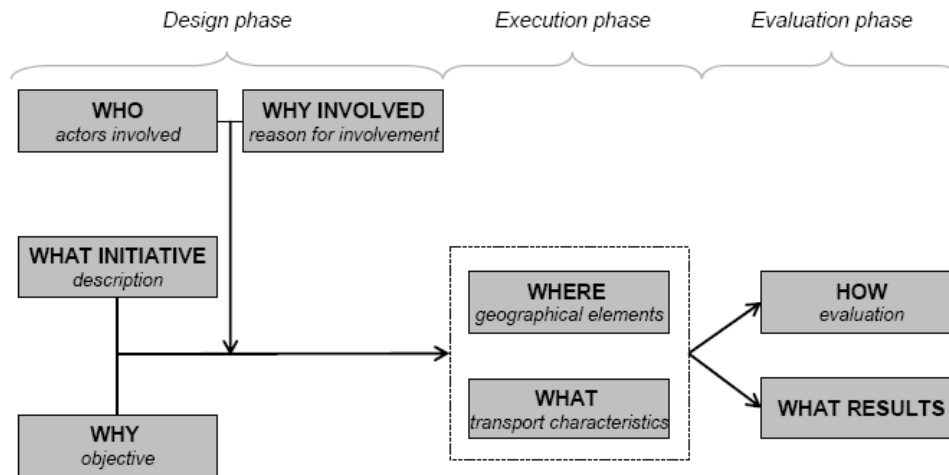 Design phase
Execution phase
Evaluation phase
WHO
actors involved
WHY INVOLVED
reason for involvement
WHAT INITIATIVE
description
WHERE
geographical elements
HOW
evaluation
WHAT
transport characteristics
WHAT RESULTS
WHY
objective